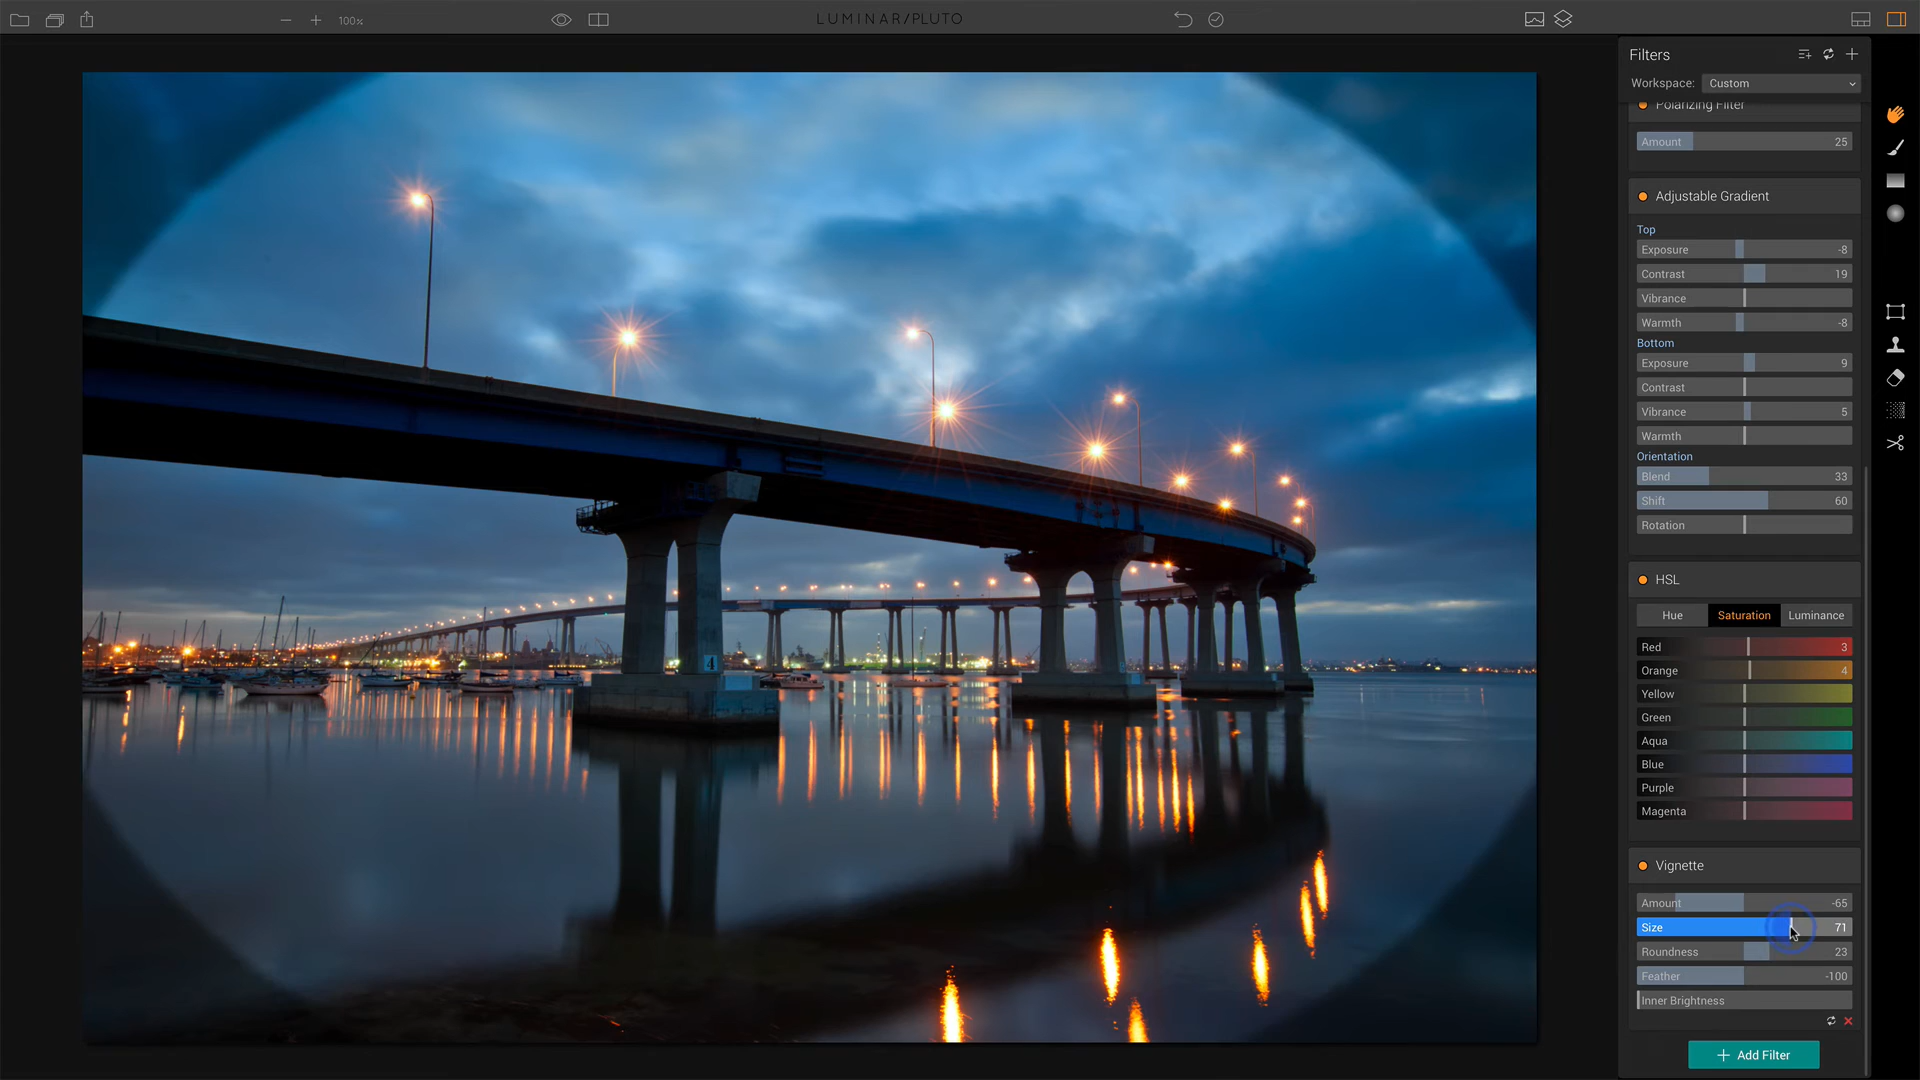 100%
LUMINAR/PLUTO
Filters
Workspace: Custom
Polarizing Filter
Amount 25
Adjustable Gradient
Top
Exposure -8
Contrast 19
Vibrance
Warmth -8
Bottom
Exposure 9
Contrast
Vibrance 5
Warmth
Orientation
Blend 33
Shift 60
Rotation
HSL
Hue Saturation Luminance
Red 3
Orange 4
Yellow
Green
Aqua
Blue
Purple
Magenta
4
Vignette
Amount -65
Size 71
Roundness 23
Feather -100
Inner Brightness
Add Filter